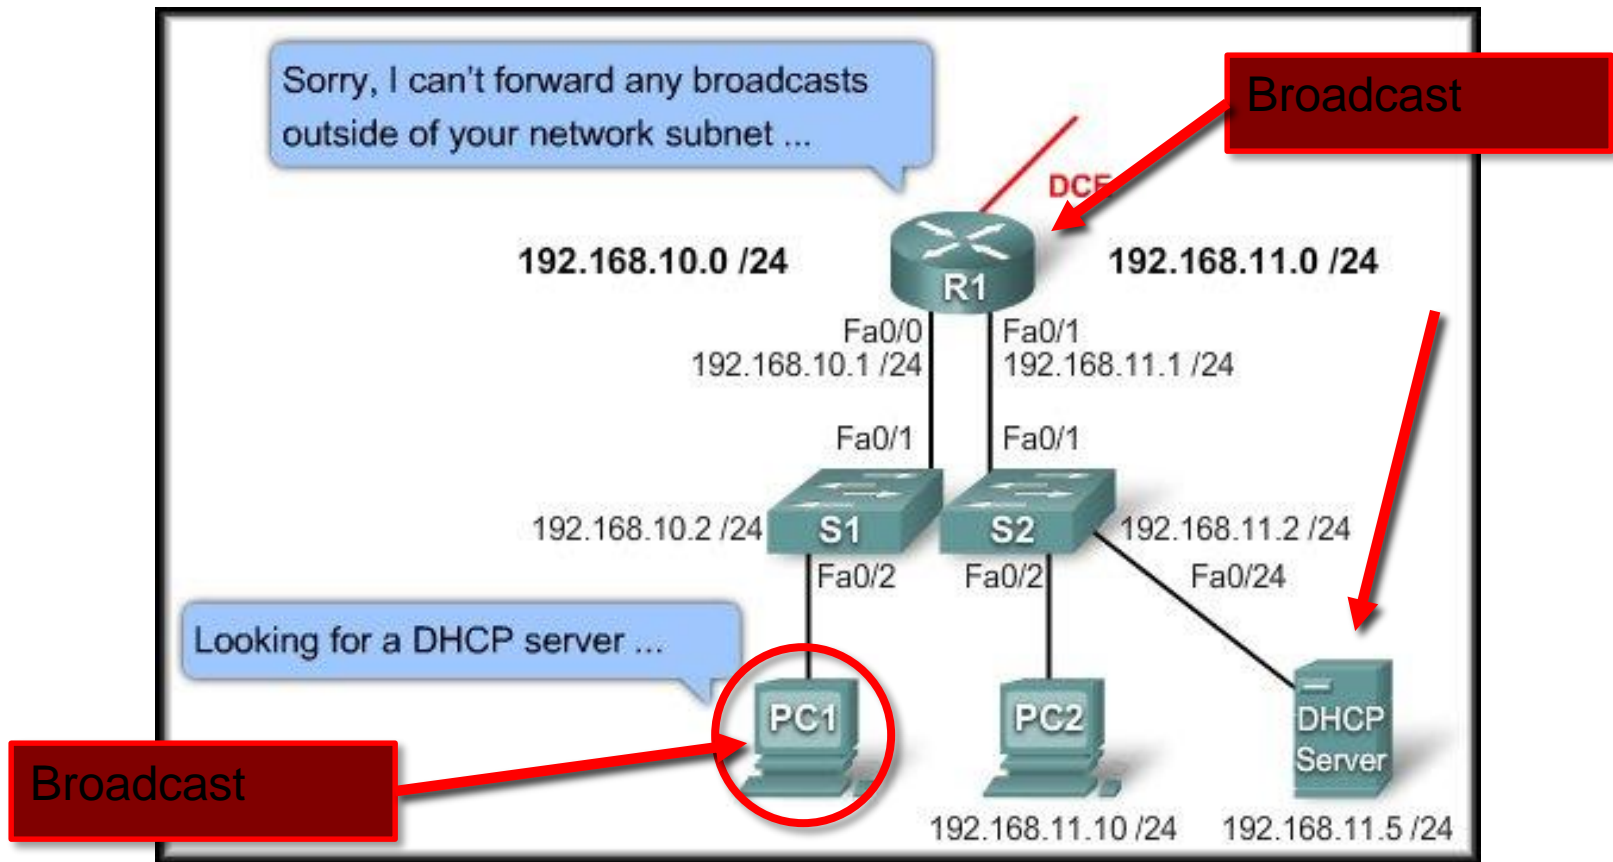 Sorry, I can't forward any broadcasts
outside of your network subnet ...
Broadcast
DCE
192.168.10.0 /24
192.168.11.0 /24
R1
Fa0/0
Fa0/1
192.168.10.1 /24
192.168.11.1 /24
Fa0/1
Fa0/1
192.168.10.2 /24
S1
S2
192.168.11.2 /24
Fa0/2
Fa0/2
Fa0/24
Looking for a DHCP server ...
PC1
PC2
DHCP
Server
Broadcast
192.168.11.10 /24
192.168.11.5 /24